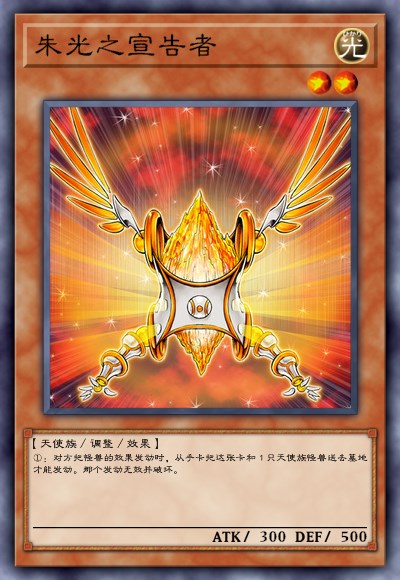 朱光之宣告者
光
【天使族／调整／效果】
①：对方把怪兽的效果发动时，从手卡把这张卡和1只天使族怪兽送去墓地
才能发动。那个发动无效并破坏。
ATK/ 300 DEF/ 500